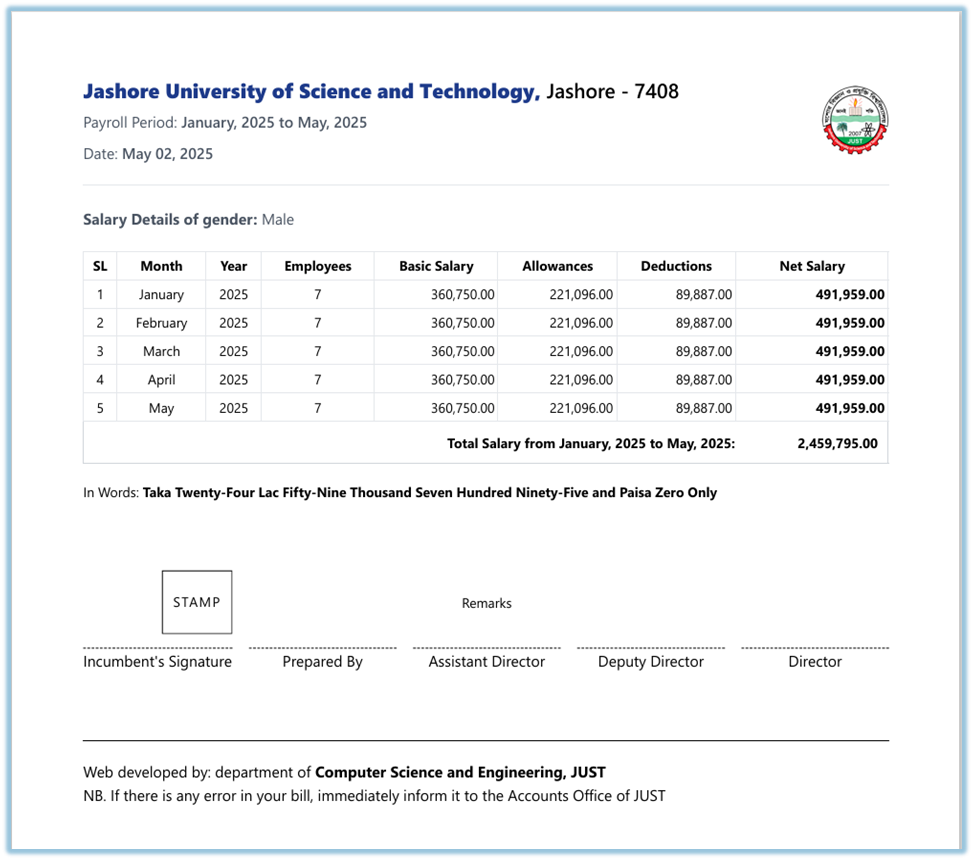 Jashore University of Science and Technology, Jashore - 7408
Payroll Period: January, 2025 to May, 2025
Date: May 02, 2025
2007
JUST
Salary Details of gender: Male
SL Month Year Employees Basic Salary Allowances Deductions Net Salary
1 January 2025 7 360,750.00 221,096.00 89,887.00 491,959.00
2 February 2025 7 360,750.00 221,096.00 89,887.00 491,959.00
3 March 2025 7 360,750.00 221,096.00 89,887.00 491,959.00
4 April 2025 7 360,750.00 221,096.00 89,887.00 491,959.00
5 May 2025 7 360,750.00 221,096.00 89,887.00 491,959.00
Total Salary from January, 2025 to May, 2025: 2,459,795.00
In Words: Taka Twenty-Four Lac Fifty-Nine Thousand Seven Hundred Ninety-Five and Paisa Zero Only
STAMP Remarks
Incumbent's Signature Prepared By Assistant Director Deputy Director Director
Web developed by: department of Computer Science and Engineering, JUST
NB. If there is any error in your bill, immediately inform it to the Accounts Office of JUST